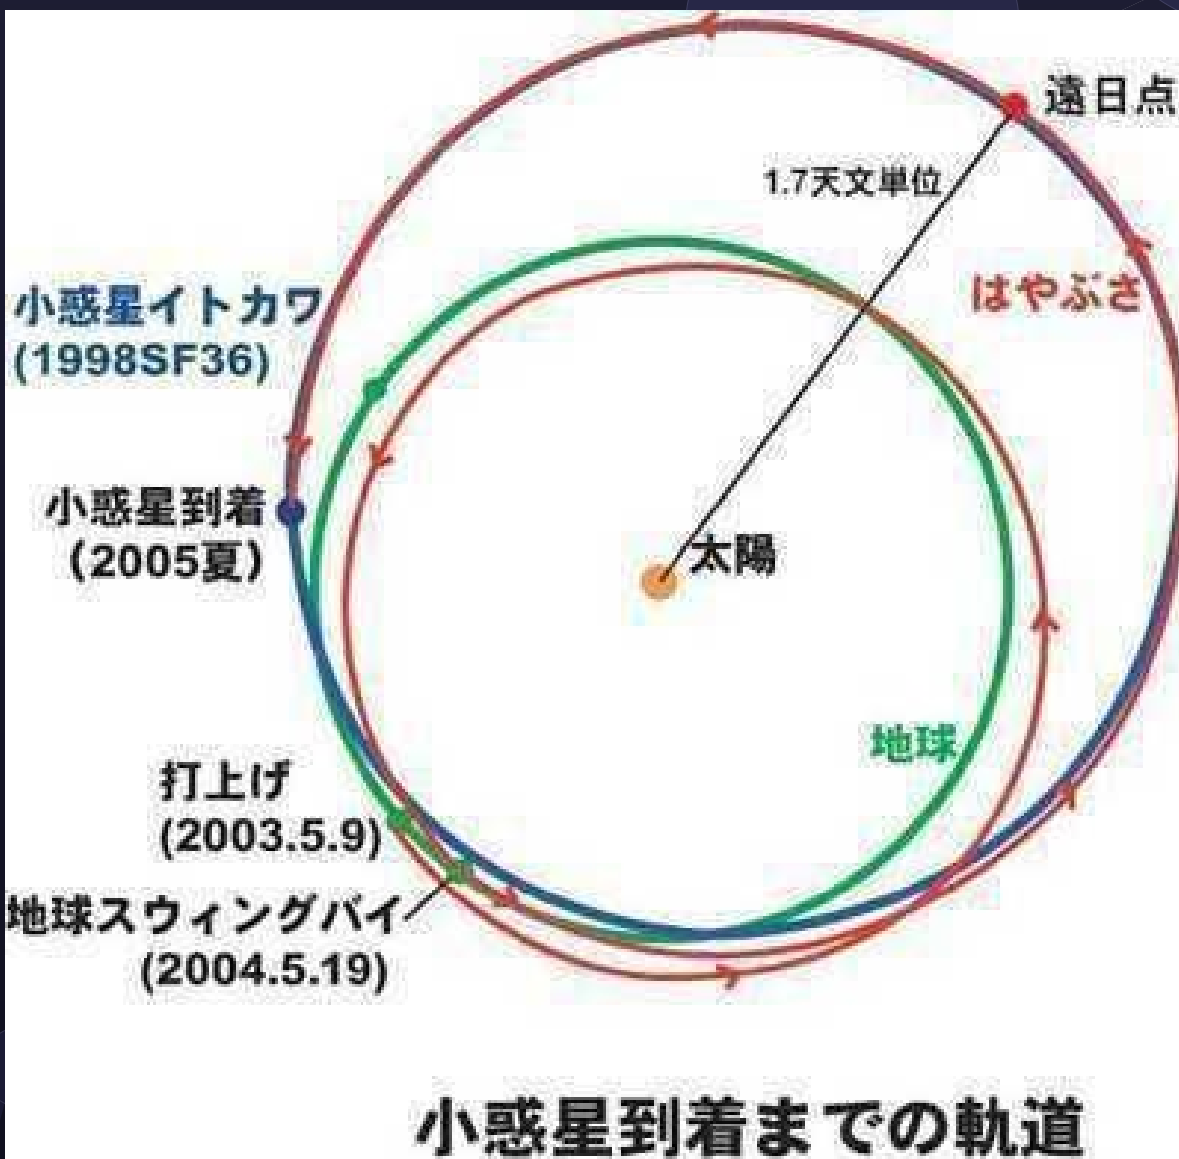 遠日点
1.7天文単位
はやぶさ
小惑星イトカワ
(1998SF36)
小惑星到着
(2005夏)
太陽
地球
打上げ
(2003.5.9)
地球スウィングバイ
(2004.5.19)
小惑星到着までの軌道